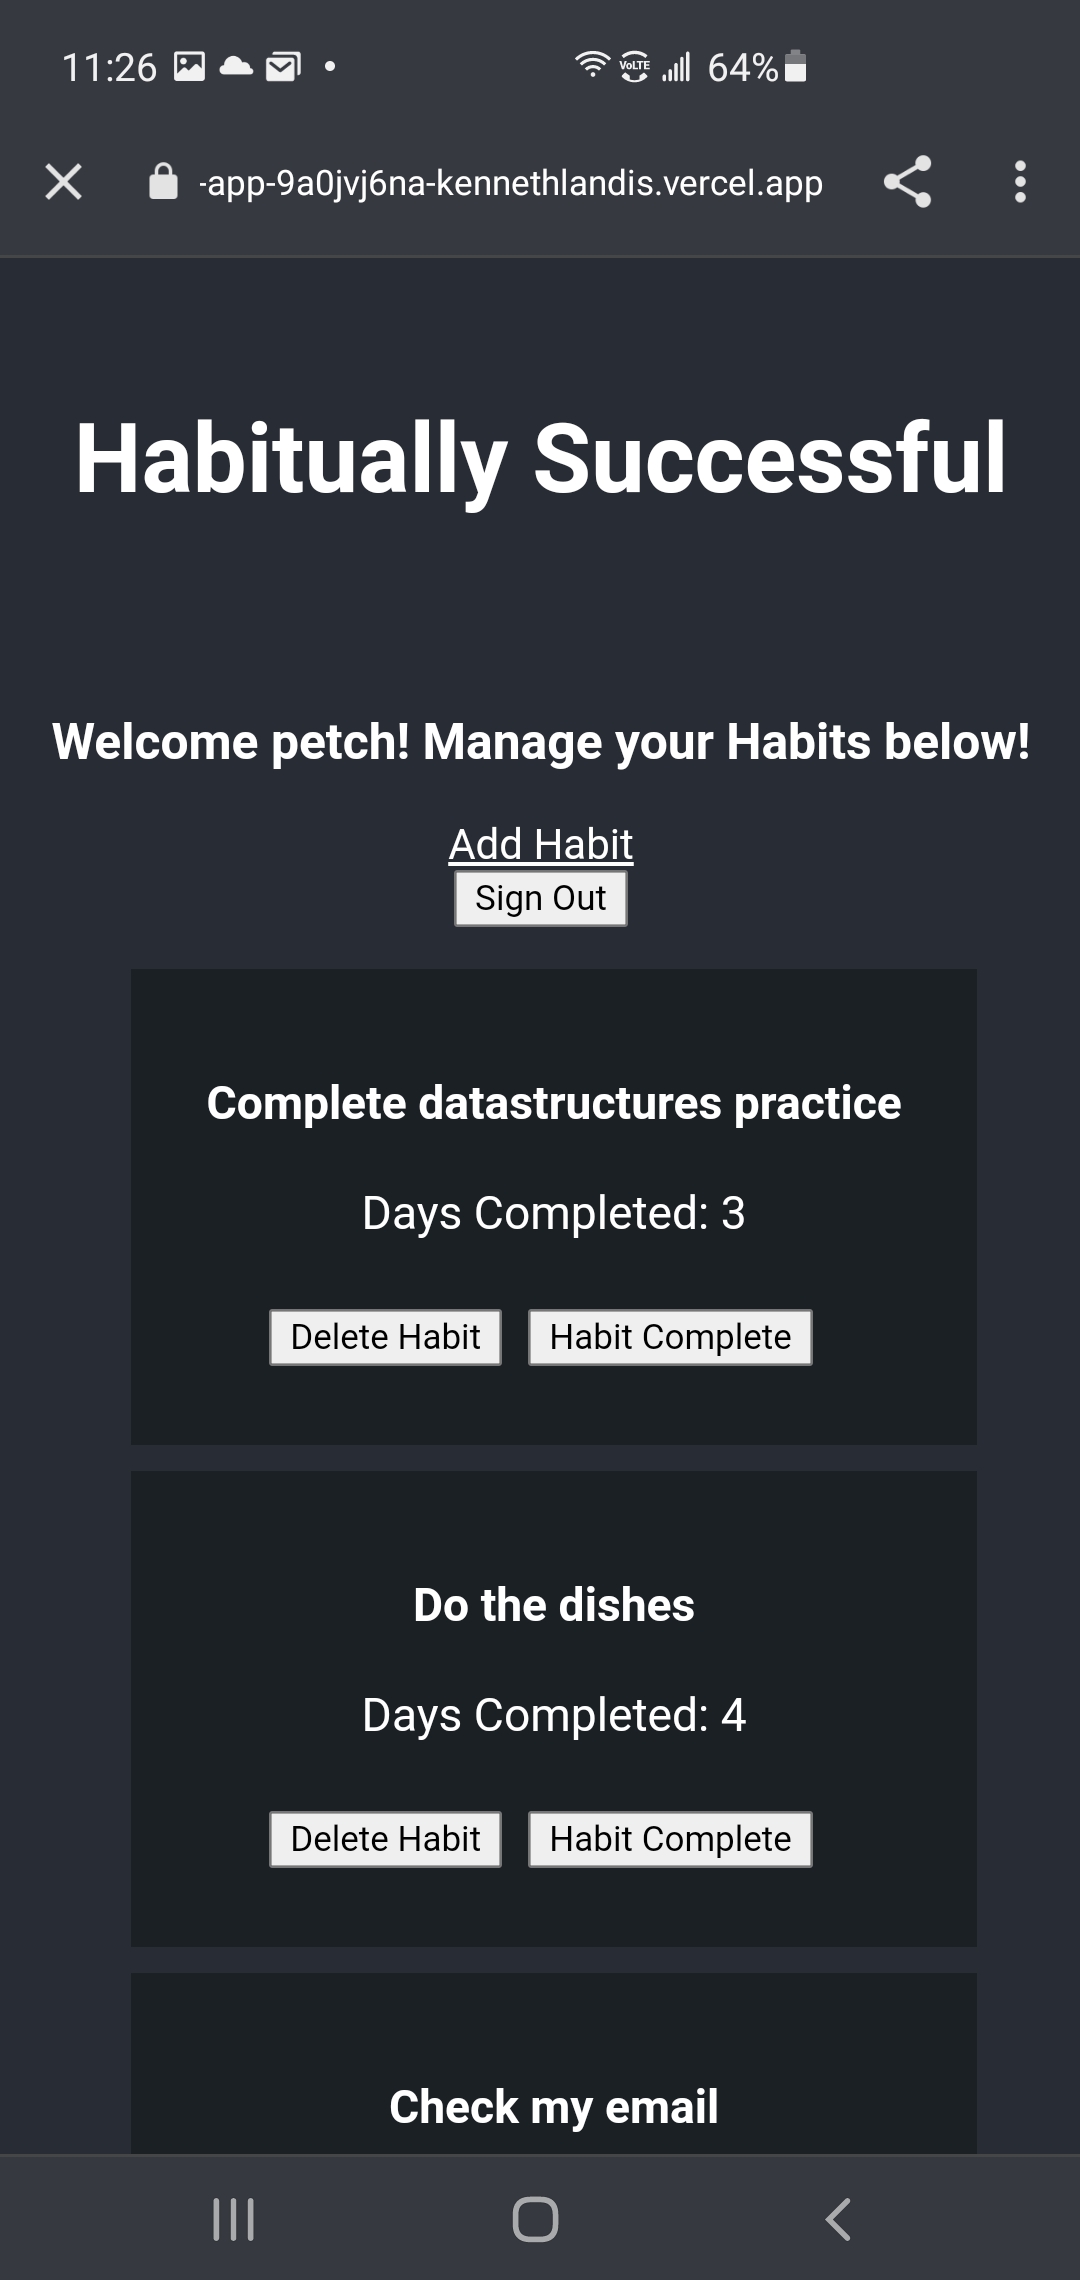 11:26
VoLTE
64%
-app-9a0jvj6na-kennethlandis.vercel.app
Habitually Successful
Welcome petch! Manage your Habits below!
Add Habit
Sign Out
Complete datastructures practice
Days Completed: 3
Delete Habit Habit Complete
Do the dishes
Days Completed: 4
Delete Habit Habit Complete
Check my email